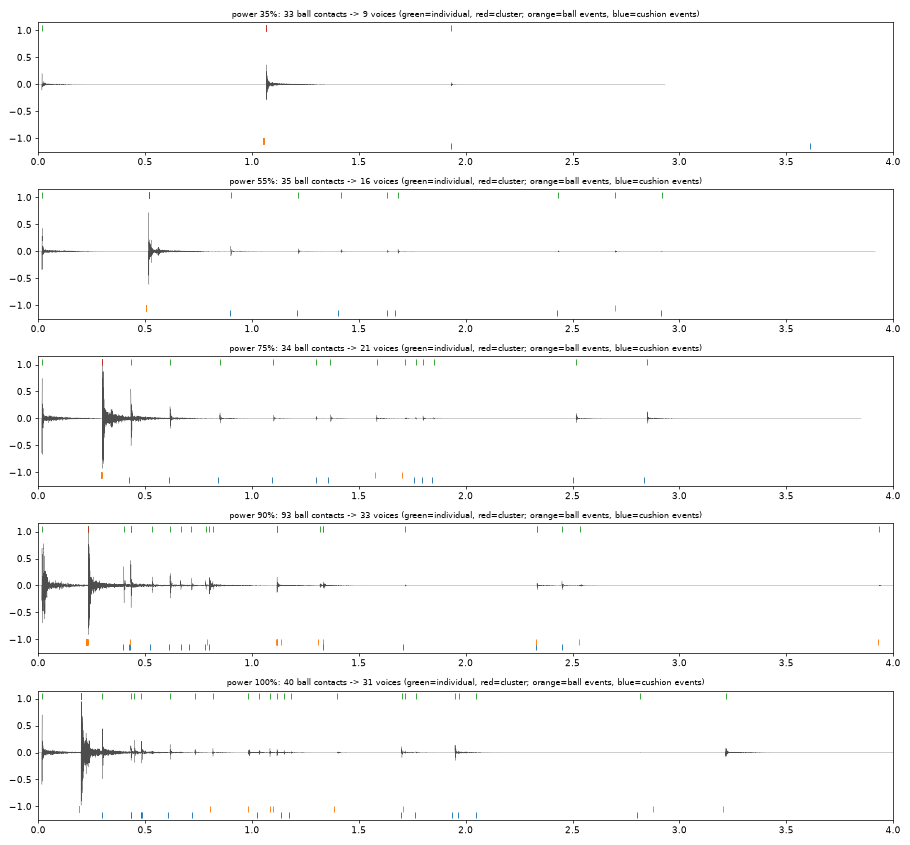 power 35%: 33 ball contacts -> 9 voices (green=individual, red=cluster; orange=ball events, blue=cushion events)
1.0
0.5
0.0
−0.5
−1.0
0.0 0.5 1.0 1.5 2.0 2.5 3.0 3.5 4.0
power 55%: 35 ball contacts -> 16 voices (green=individual, red=cluster; orange=ball events, blue=cushion events)
1.0
0.5
0.0
−0.5
−1.0
0.0 0.5 1.0 1.5 2.0 2.5 3.0 3.5 4.0
power 75%: 34 ball contacts -> 21 voices (green=individual, red=cluster; orange=ball events, blue=cushion events)
1.0
0.5
0.0
−0.5
−1.0
0.0 0.5 1.0 1.5 2.0 2.5 3.0 3.5 4.0
power 90%: 93 ball contacts -> 33 voices (green=individual, red=cluster; orange=ball events, blue=cushion events)
1.0
0.5
0.0
−0.5
−1.0
0.0 0.5 1.0 1.5 2.0 2.5 3.0 3.5 4.0
power 100%: 40 ball contacts -> 31 voices (green=individual, red=cluster; orange=ball events, blue=cushion events)
1.0
0.5
0.0
−0.5
−1.0
0.0 0.5 1.0 1.5 2.0 2.5 3.0 3.5 4.0